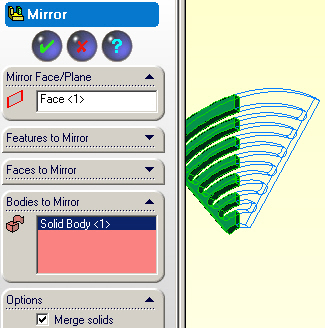 Mirror
?
Mirror Face/Plane
Face <1>
Features to Mirror
Faces to Mirror
Bodies to Mirror
Solid Body <1>
Options
Merge solids